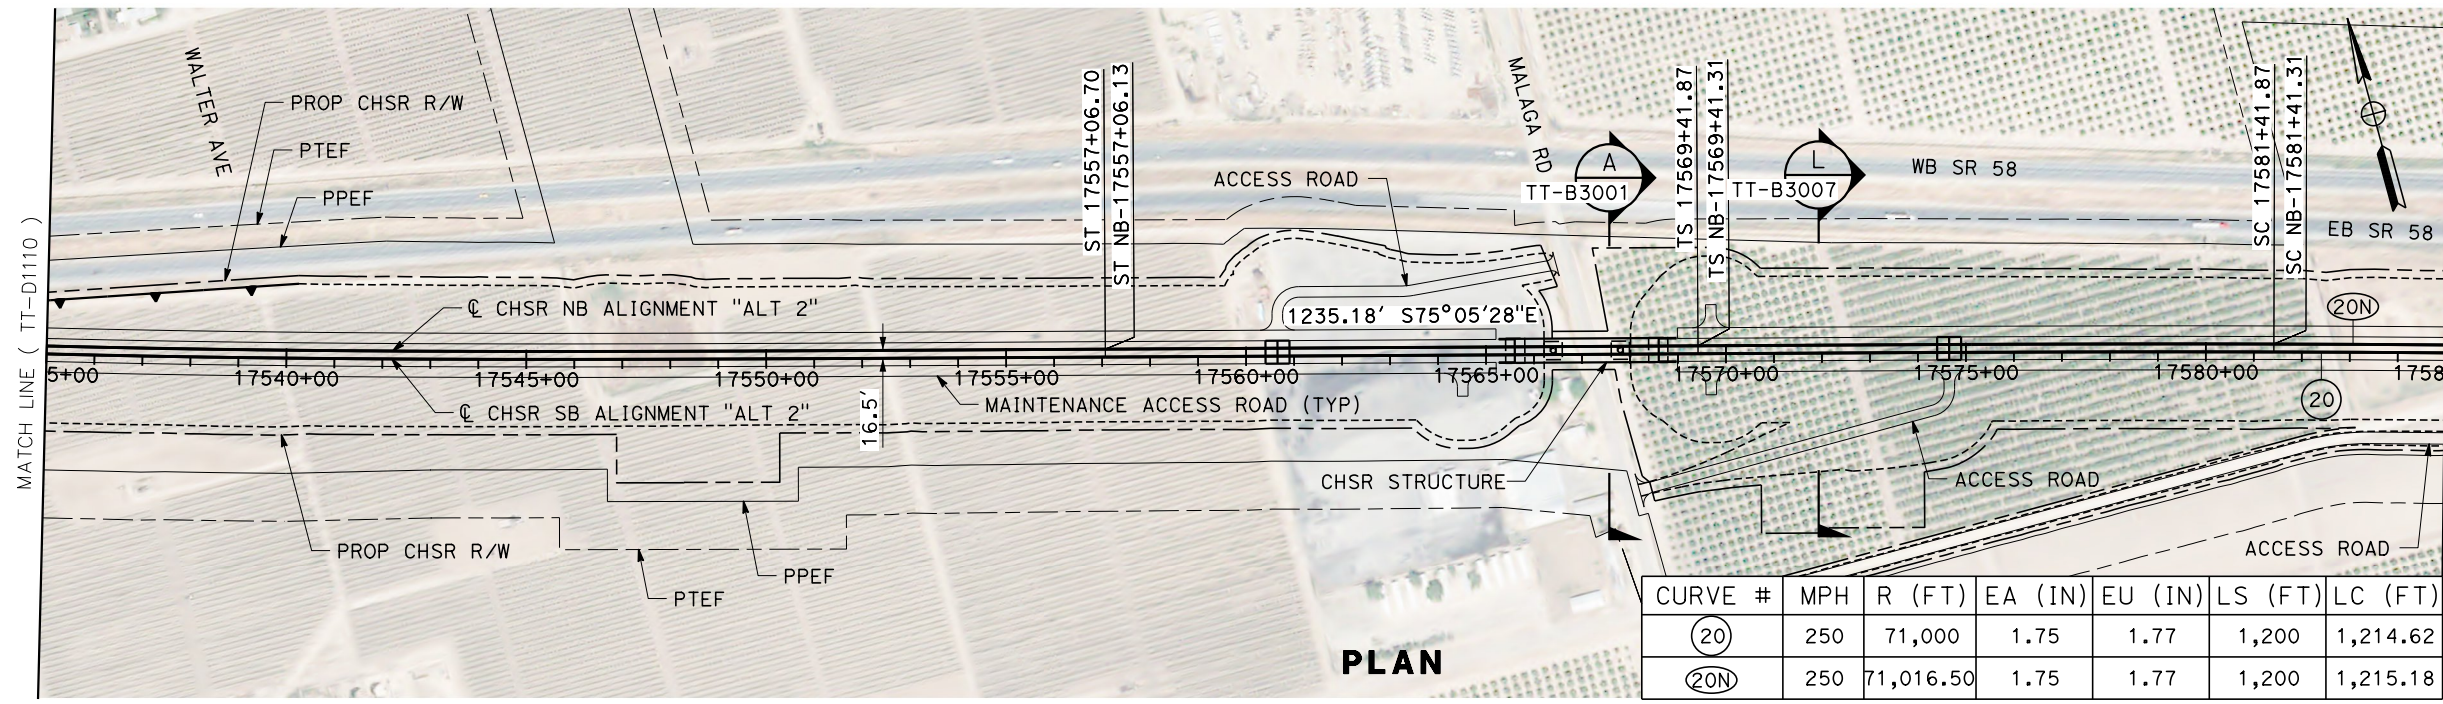 WALTER AVE
PROP CHSR R/W
PTEF
PPEF
MATCH LINE ( TT-D1110 )
℄ CHSR NB ALIGNMENT "ALT 2"
℄ CHSR SB ALIGNMENT "ALT 2"
ST 17557+06.70
ST NB-17557+06.13
ACCESS ROAD
MALAGA RD
A
TT-B3001
TS 17569+41.87
TS NB-17569+41.31
L
TT-B3007
WB SR 58
SC 17581+41.87
SC NB-17581+41.31
EB SR 58
1235.18' S75°05'28"E
20N
5+00
17540+00
17545+00
17550+00
17555+00
17560+00
17565+00
17570+00
17575+00
17580+00
1758
20
16.5'
MAINTENANCE ACCESS ROAD (TYP)
CHSR STRUCTURE
ACCESS ROAD
ACCESS ROAD
PROP CHSR R/W
PPEF
PTEF
PLAN
CURVE # MPH R (FT) EA (IN) EU (IN) LS (FT) LC (FT)
20 250 71,000 1.75 1.77 1,200 1,214.62
20N 250 71,016.50 1.75 1.77 1,200 1,215.18